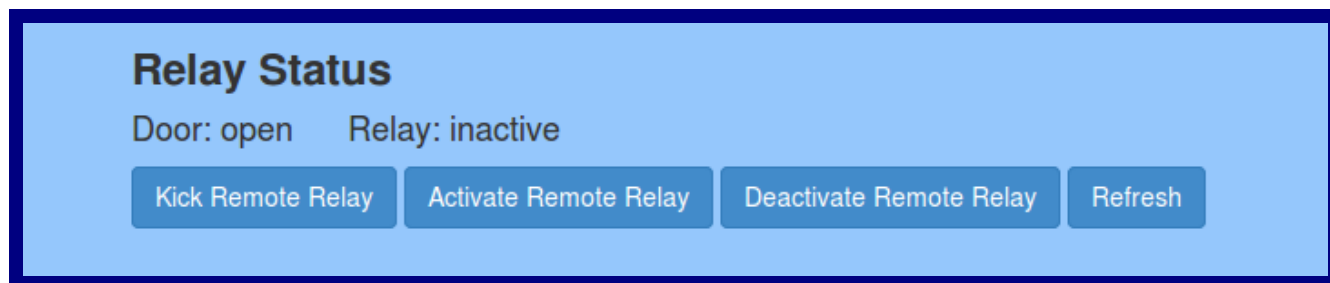 Relay Status
Door: open Relay: inactive
Kick Remote Relay Activate Remote Relay Deactivate Remote Relay Refresh